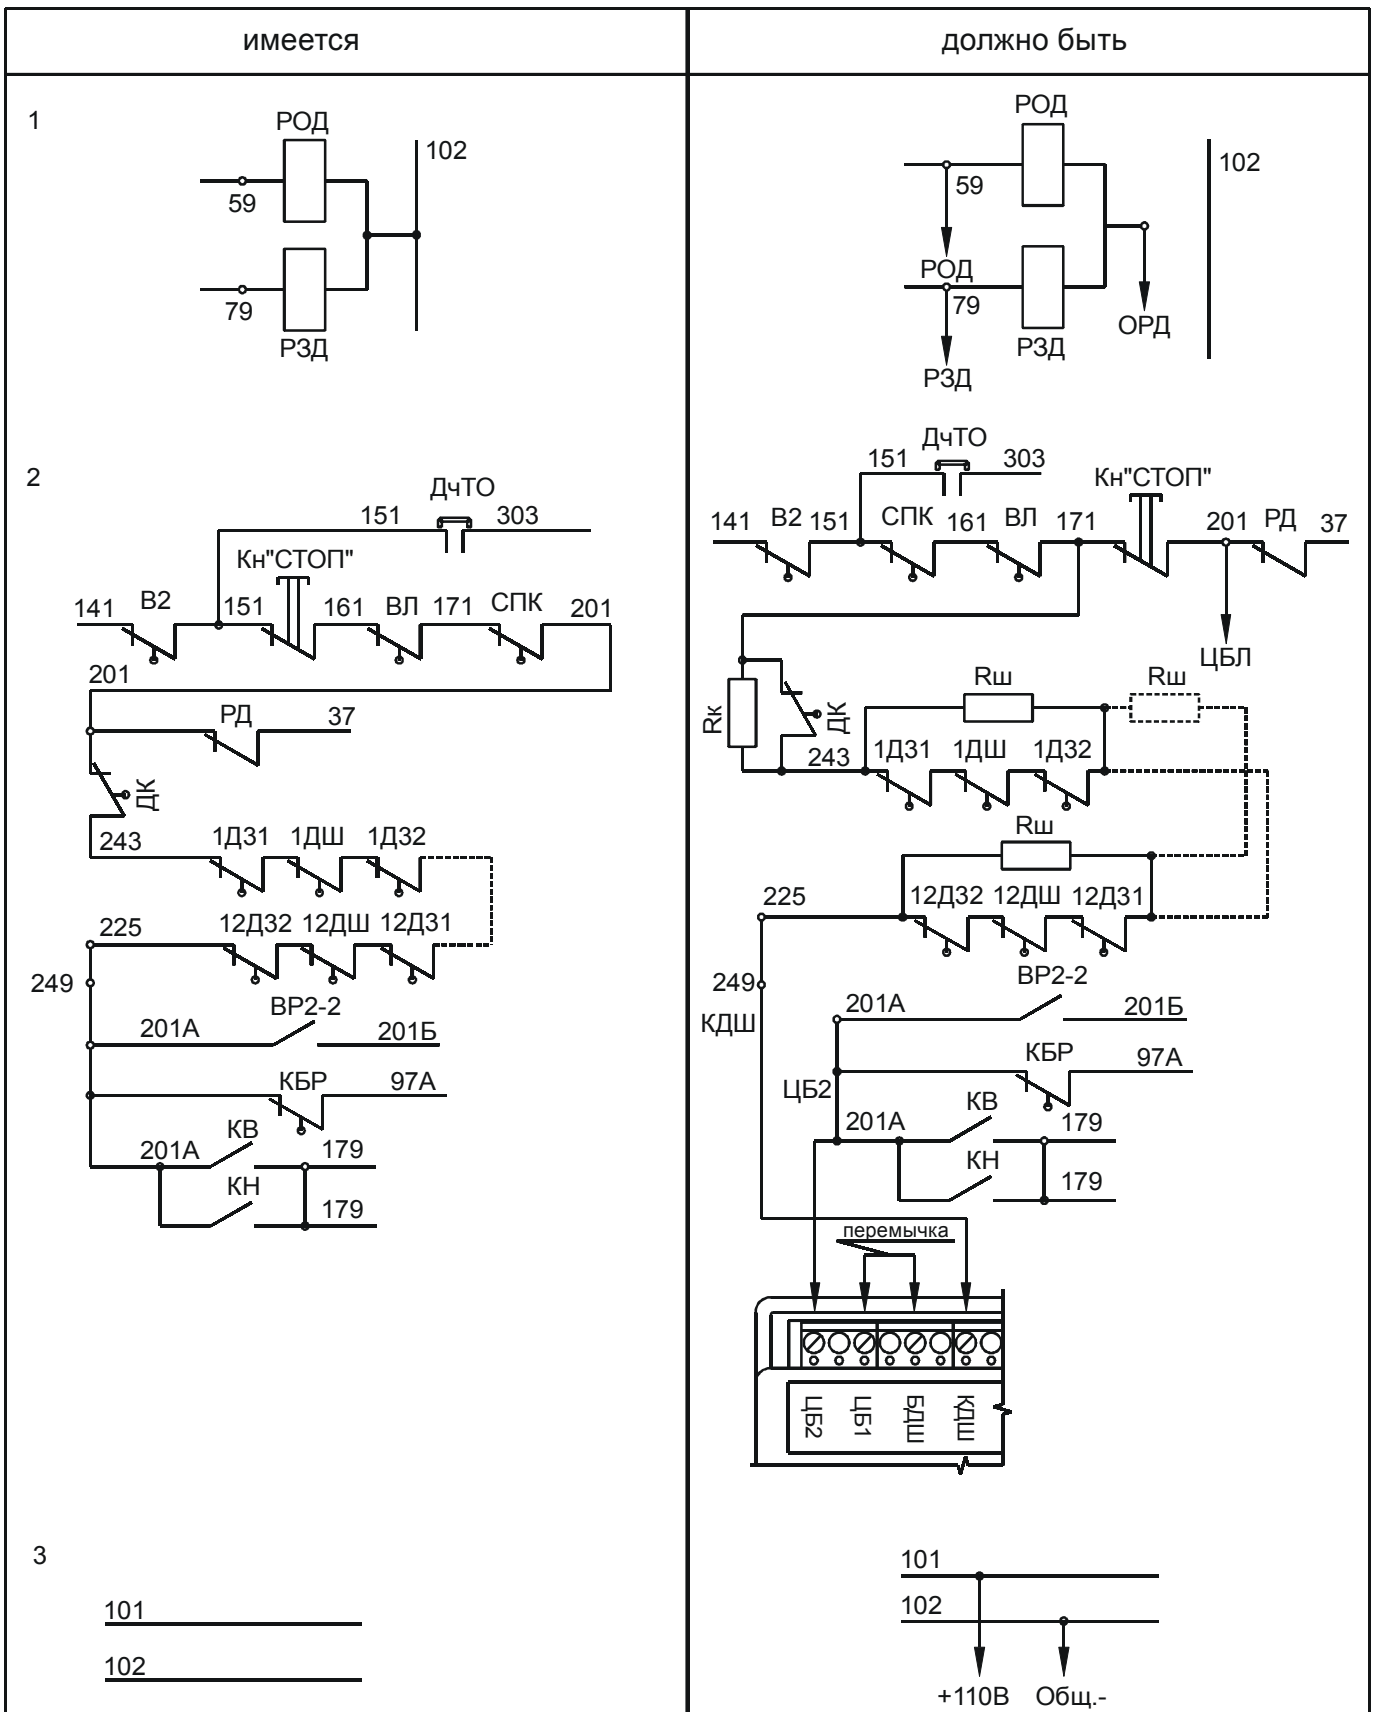 имеется
должно быть
1
РОД
102
59
79
РЗД
РОД
102
59
РОД
79
ОРД
РЗД
РЗД
2
ДчТО
151
303
Кн"СТОП"
141
В2
151
161
ВЛ
171
СПК
201
201
РД
37
ДК
243
1ДЗ1
1ДШ
1ДЗ2
225
12ДЗ2
12ДШ
12ДЗ1
249
ВР2-2
201А
201Б
КБР
97А
КВ
201А
179
КН
179
ДчТО
151
303
Кн"СТОП"
141
В2
151
СПК
161
ВЛ
171
201
РД
37
ЦБЛ
Rш
Rш
Rк
ДК
243
1ДЗ1
1ДШ
1ДЗ2
Rш
225
12ДЗ2
12ДШ
12ДЗ1
249
ВР2-2
201А
201Б
КДШ
КБР
97А
ЦБ2
КВ
201А
179
КН
179
перемычка
ЦБ2
ЦБ1
БДШ
КДШ
3
101
102
101
102
+110В
Общ.-